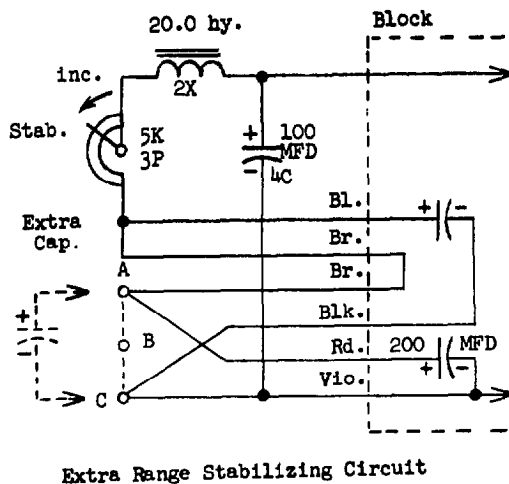 20.0 hy.
Block
inc.
2X
Stab.
5K
3P
+ 100
MFD
- 4C
Extra
Cap.
Bl.
+ -
Br.
A
Br.
Blk.
+
-
B
Rd.
200 MFD
+ -
C
Vio.
Extra Range Stabilizing Circuit